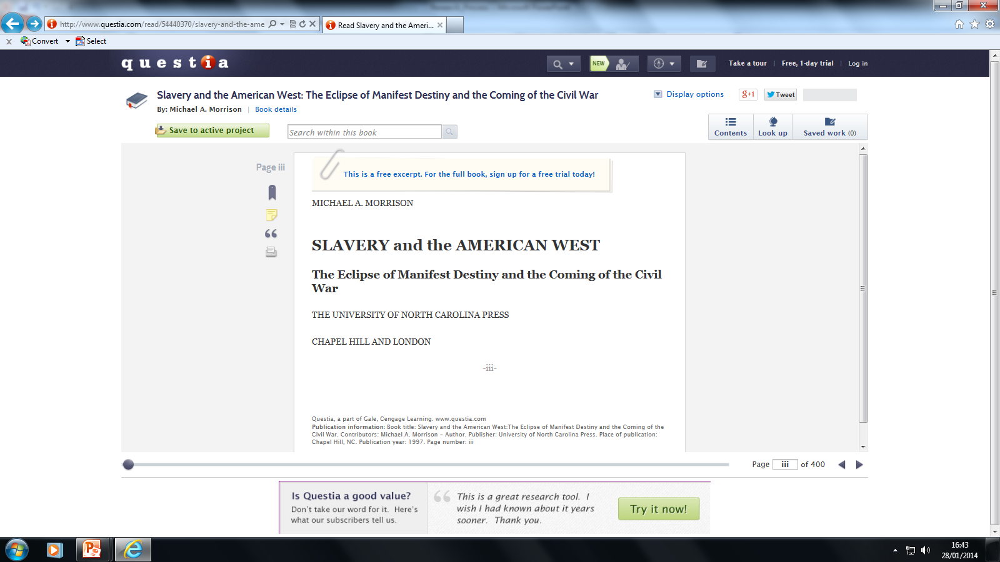 http://www.questia.com/read/54440370/slavery-and-the-ame
Read Slavery and the Ameri...
x Convert Select
questia
NEW
Take a tour | Free, 1-day trial | Log in
Slavery and the American West: The Eclipse of Manifest Destiny and the Coming of the Civil War
Display options
g+1
Tweet
By: Michael A. Morrison | Book details
Save to active project
Search within this book
Contents
Look up
Saved work (0)
Page iii
This is a free excerpt. For the full book, sign up for a free trial today!
MICHAEL A. MORRISON
SLAVERY and the AMERICAN WEST
The Eclipse of Manifest Destiny and the Coming of the Civil
War
THE UNIVERSITY OF NORTH CAROLINA PRESS
CHAPEL HILL AND LONDON
-iii-
Questia, a part of Gale, Cengage Learning. www.questia.com
Publication information: Book title: Slavery and the American West:The Eclipse of Manifest Destiny and the Coming of the
Civil War. Contributors: Michael A. Morrison - Author. Publisher: University of North Carolina Press. Place of publication:
Chapel Hill, NC. Publication year: 1997. Page number: iii
Page iii of 400
Is Questia a good value?
Don't take our word for it. Here's
what our subscribers tell us.
This is a great research tool. I
wish I had known about it years
sooner. Thank you.
Try it now!
16:43
28/01/2014